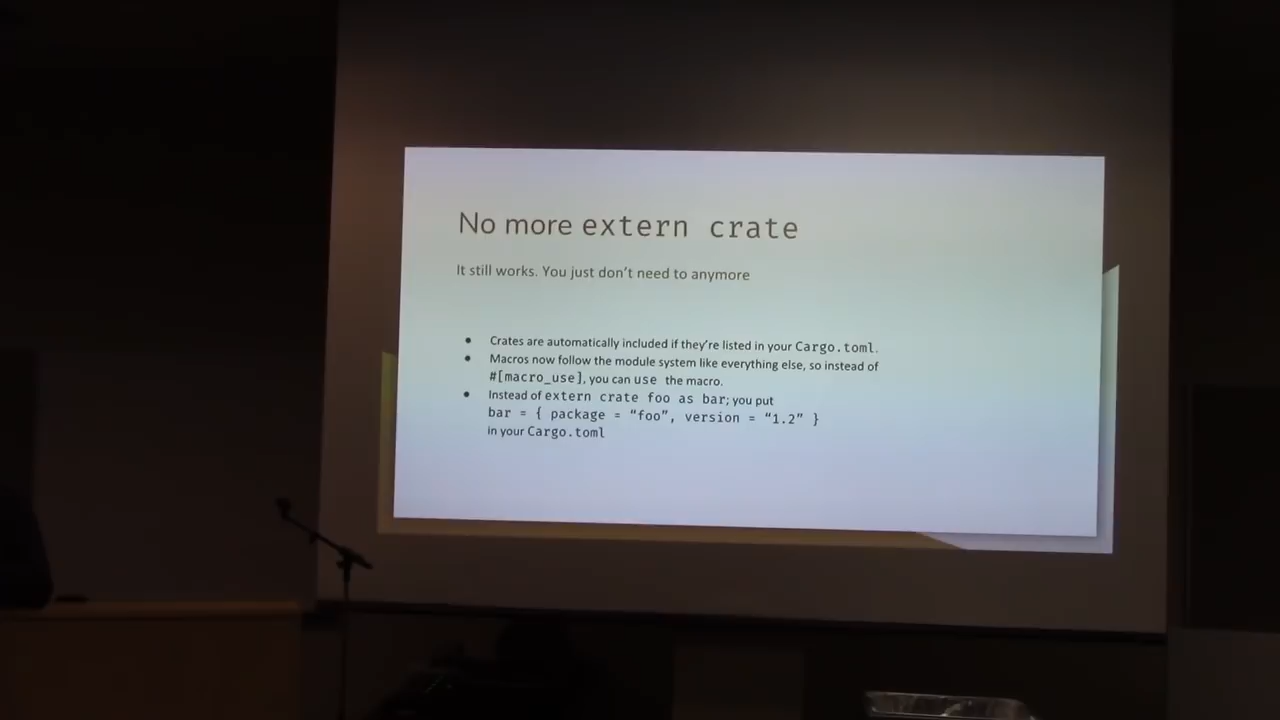 No more extern crate
It still works. You just don't need to anymore
● Crates are automatically included if they're listed in your Cargo.toml.
● Macros now follow the module system like everything else, so instead of
#[macro_use], you can use the macro.
● Instead of extern crate foo as bar; you put
bar = { package = “foo”, version = “1.2” }
in your Cargo.toml